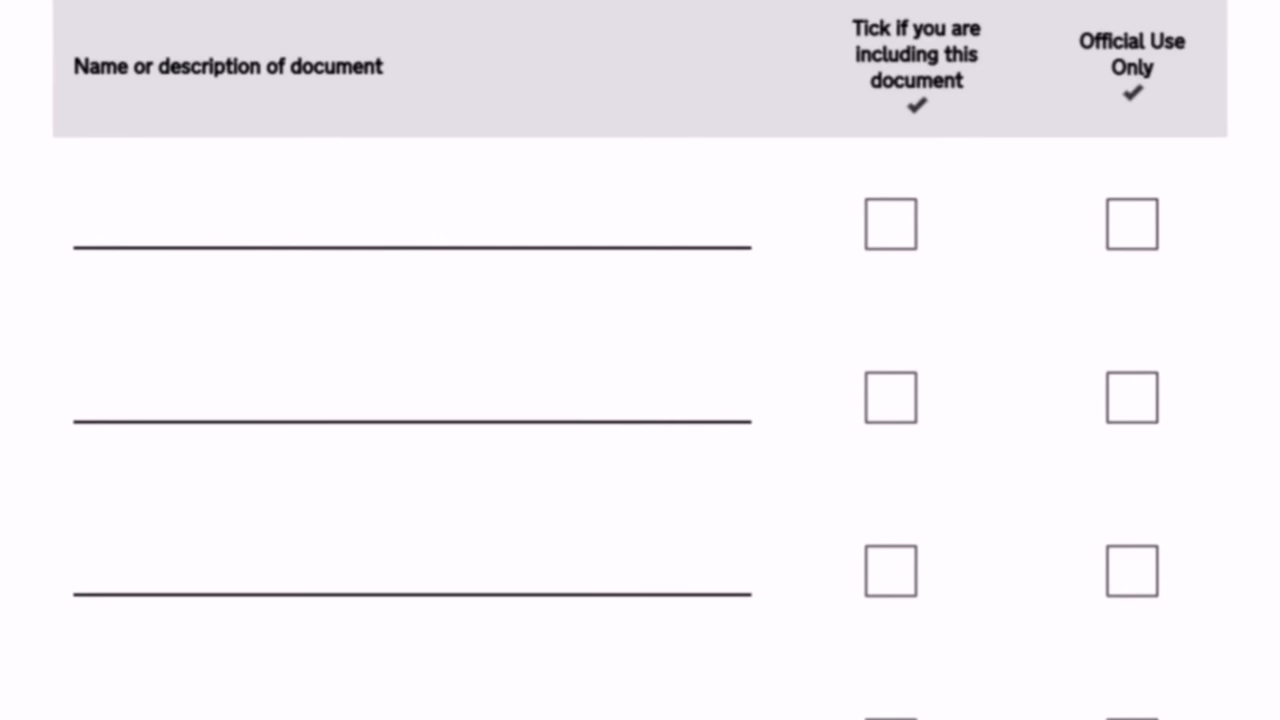 Name or description of document
Tick if you are
including this
document
✔
Official Use
Only
✔